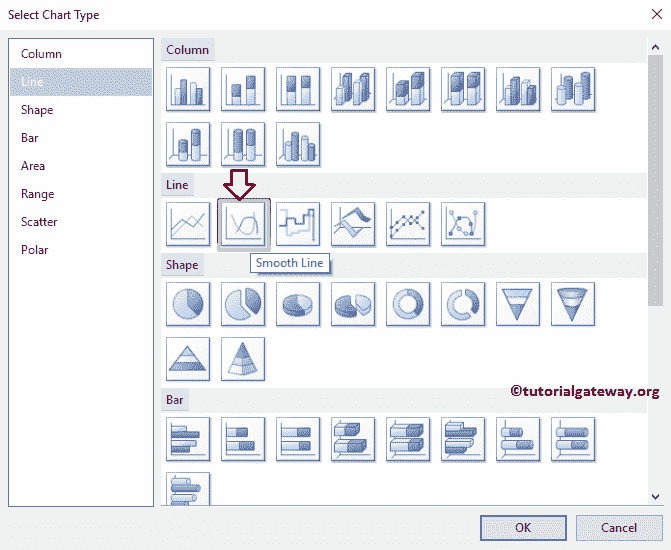 Select Chart Type
Column
Line
Shape
Bar
Area
Range
Scatter
Polar
Column
Line
Smooth Line
Shape
©tutorialgateway.org
Bar
OK
Cancel